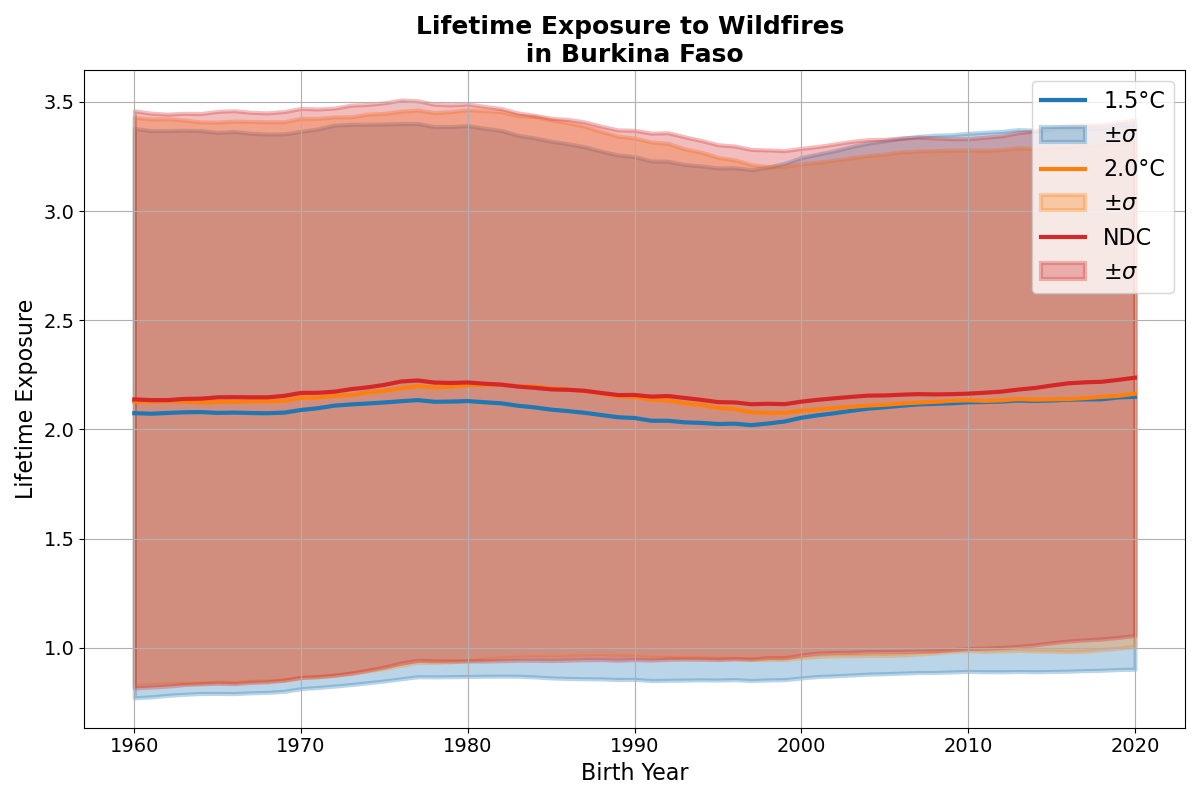 Lifetime Exposure to Wildfires
in Burkina Faso
Lifetime Exposure
3.5
3.0
2.5
2.0
1.5
1.0
1.5°C
±σ
2.0°C
±σ
NDC
±σ
1960
1970
1980
1990
2000
2010
2020
Birth Year